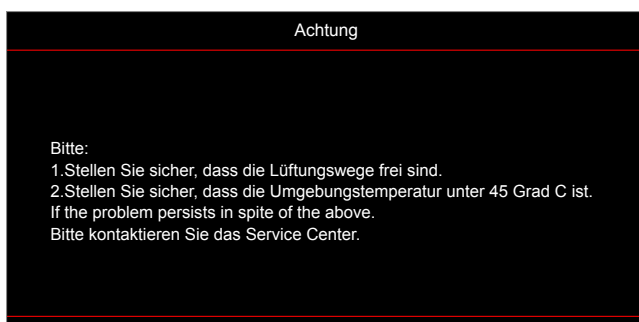 Achtung
Bitte:
1.Stellen Sie sicher, dass die Lüftungswege frei sind.
2.Stellen Sie sicher, dass die Umgebungstemperatur unter 45 Grad C ist.
If the problem persists in spite of the above.
Bitte kontaktieren Sie das Service Center.